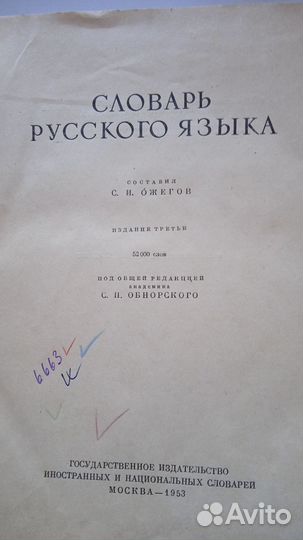 СЛОВАРЬ
РУССКОГО ЯЗЫКА
СОСТАВИЛ
С. И. О́ЖЕГОВ
ИЗДАНИЕ ТРЕТЬЕ
52 000 слов
ПОД ОБЩЕЙ РЕДАКЦИЕЙ
АКАДЕМИКА
С. П. ОБНОРСКОГО
6663
ГОСУДАРСТВЕННОЕ ИЗДАТЕЛЬСТВО
ИНОСТРАННЫХ И НАЦИОНАЛЬНЫХ СЛОВАРЕЙ
МОСКВА — 1953
Avito